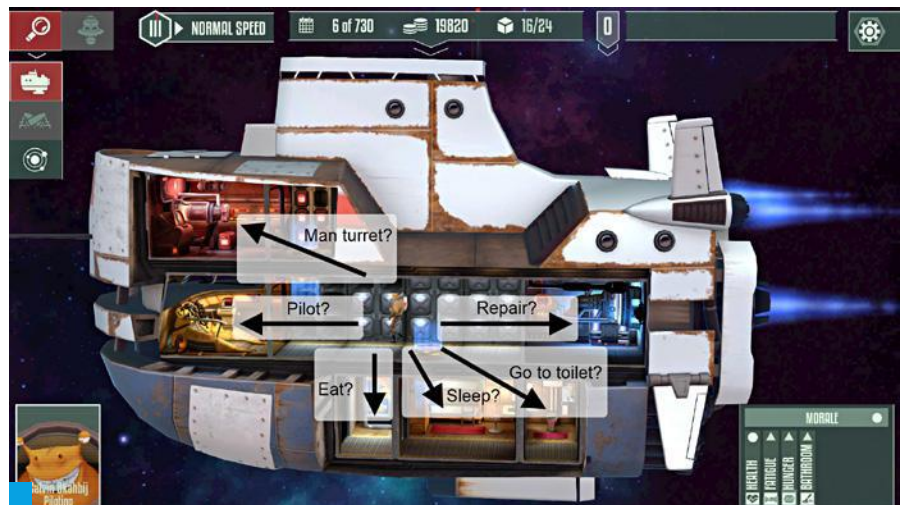 III NORMAL SPEED 6 of 730 19820 16/24 0
Man turret?
Pilot?
Repair?
Eat?
Sleep?
Go to toilet?
MORALE
HEALTH
FATIGUE
HUNGER
BATHROOM
Piloting